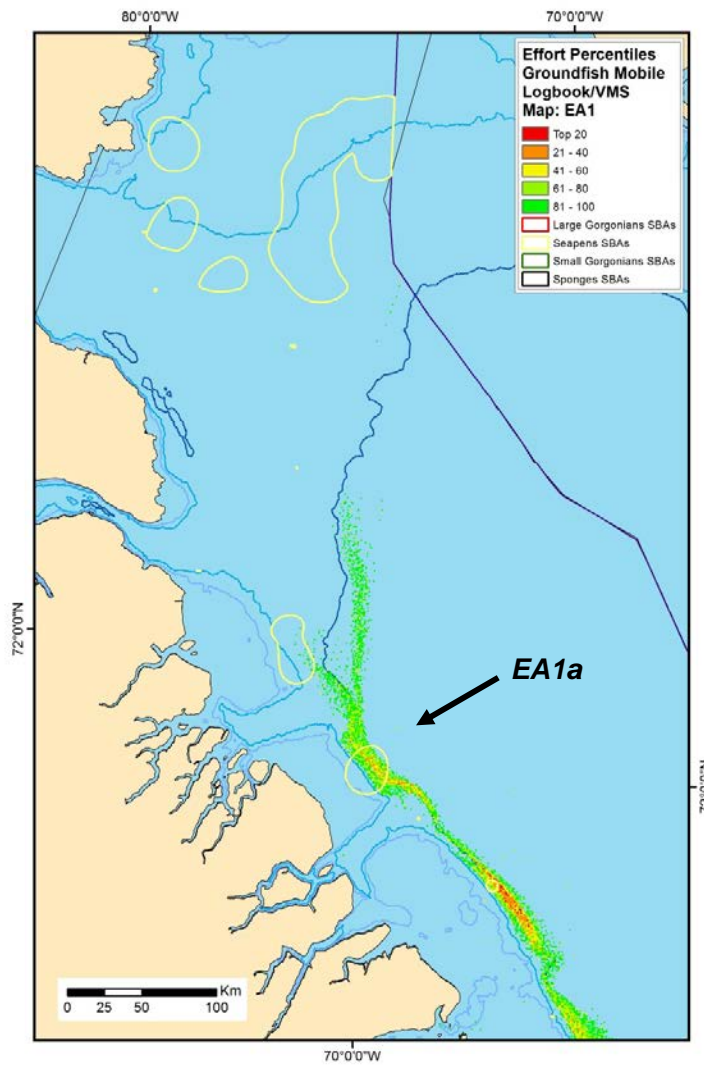 80°0'0"W 70°0'0"W
Effort Percentiles
Groundfish Mobile
Logbook/VMS
Map: EA1
Top 20
21 - 40
41 - 60
61 - 80
81 - 100
Large Gorgonians SBAs
Seapens SBAs
Small Gorgonians SBAs
Sponges SBAs
72°0'0"N
EA1a
Km
0 25 50 100
70°0'0"W